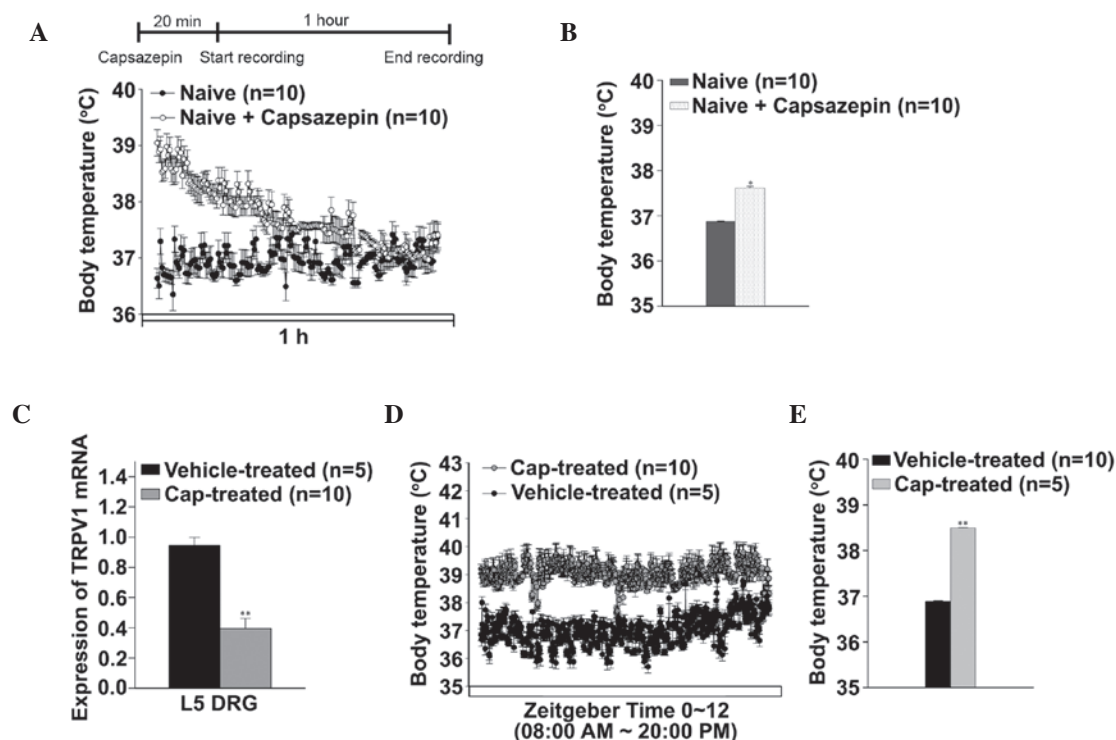 A
20 min 1 hour
Capsazepin Start recording End recording
Naive (n=10)
Naive + Capsazepin (n=10)
Body temperature (°C)
40
39
38
37
36
1 h
B
Naive (n=10)
Naive + Capsazepin (n=10)
Body temperature (°C)
40
39
38
37
36
35
*
C
Vehicle-treated (n=5)
Cap-treated (n=10)
Expression of TRPV1 mRNA
1.4
1.2
1.0
0.8
0.6
0.4
0.2
0.0
**
L5 DRG
D
Cap-treated (n=10)
Vehicle-treated (n=5)
Body temperature (°C)
43
42
41
40
39
38
37
36
35
Zeitgeber Time 0~12
(08:00 AM ~ 20:00 PM)
E
Vehicle-treated (n=10)
Cap-treated (n=5)
Body temperature (°C)
40
39
38
37
36
35
**